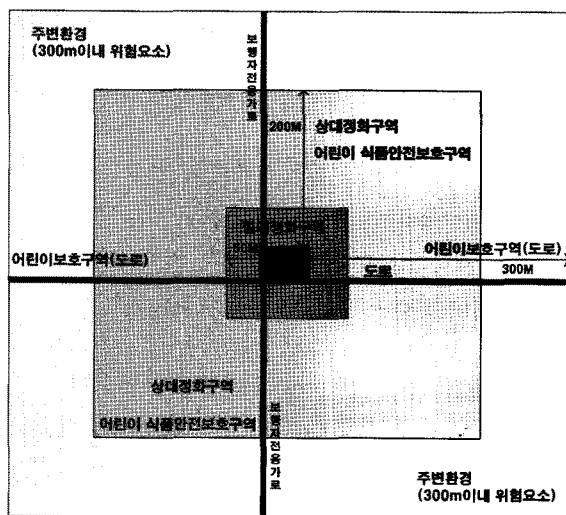 주변환경
(300m이내 위험요소)
보행자전용가로
200M
상대정화구역
어린이 식품안전보호구역
어린이보호구역(도로)
어린이보호구역(도로)
도로
300M
상대정화구역
어린이 식품안전보호구역
보행자전용가로
주변환경
(300m이내 위험요소)